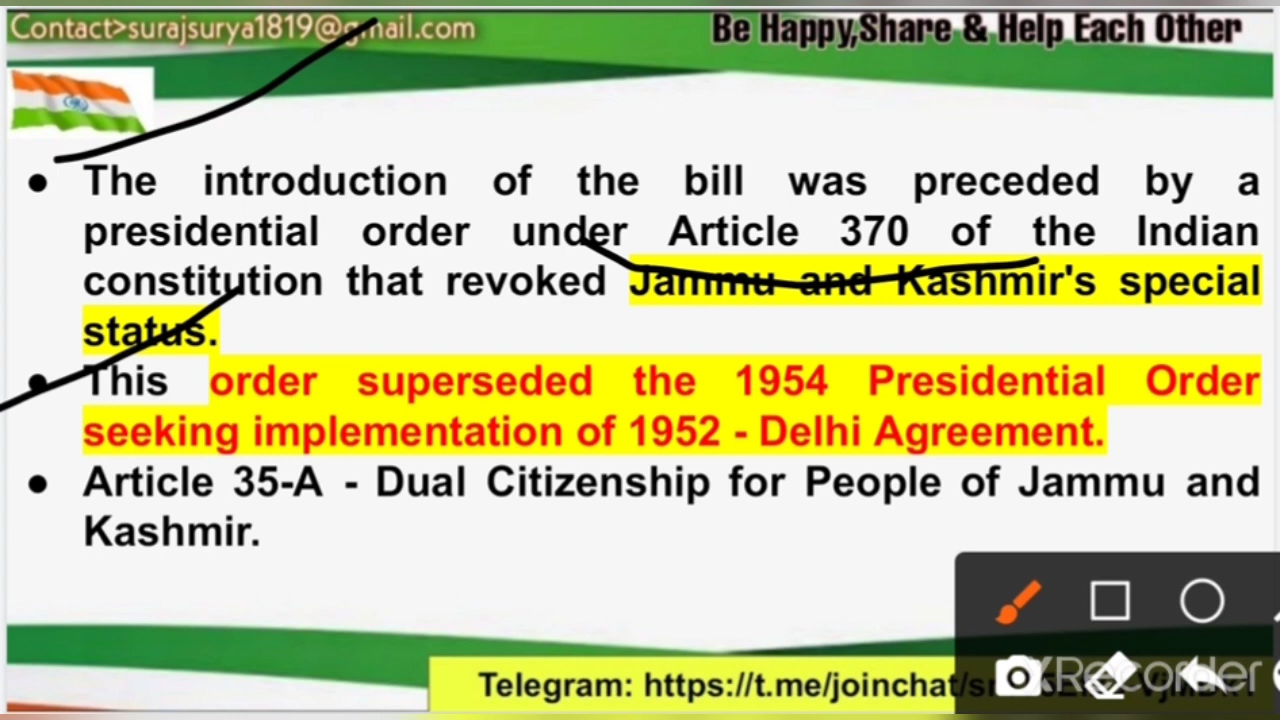 Contact>surajsurya1819@gmail.com
Be Happy,Share & Help Each Other
● The introduction of the bill was preceded by a
presidential order under Article 370 of the Indian
constitution that revoked Jammu and Kashmir's special
status.
● This order superseded the 1954 Presidential Order
seeking implementation of 1952 - Delhi Agreement.
● Article 35-A - Dual Citizenship for People of Jammu and
Kashmir.
Telegram: https://t.me/joinchat/
XRecorder